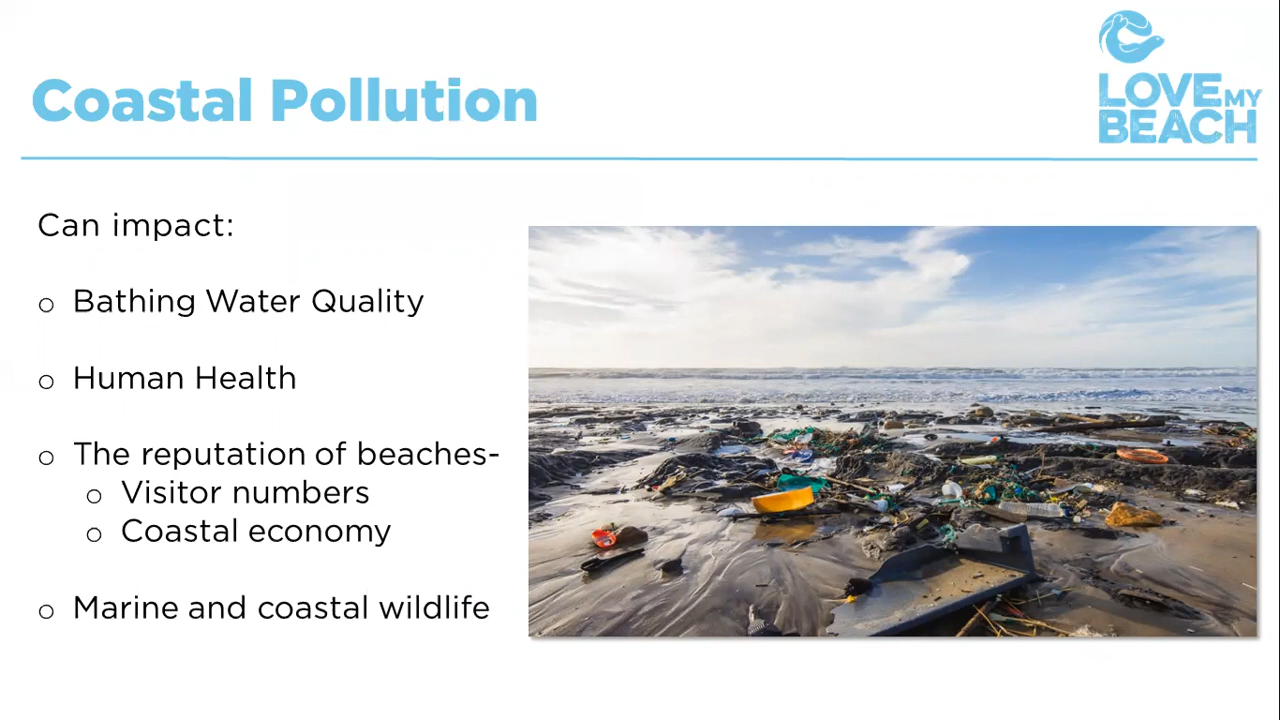 Coastal Pollution
LOVE MY
BEACH
Can impact:
o Bathing Water Quality
o Human Health
o The reputation of beaches-
o Visitor numbers
o Coastal economy
o Marine and coastal wildlife